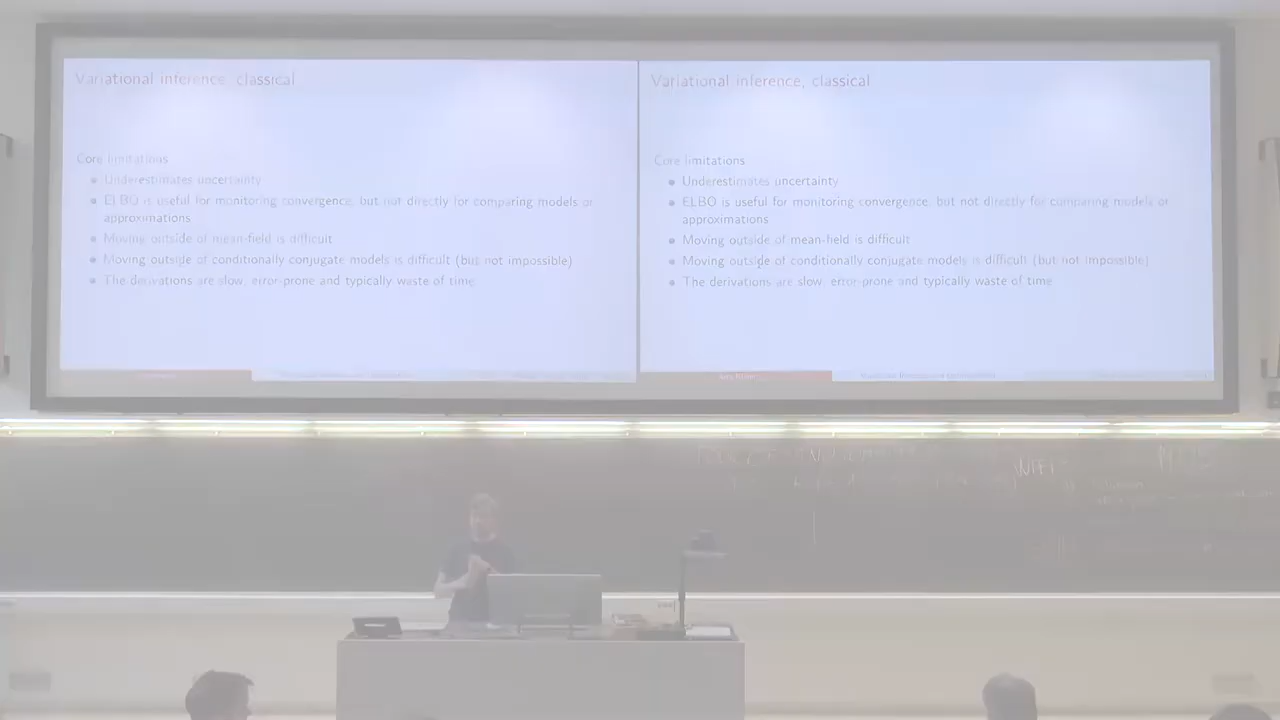 Variational inference, classical
Core limitations
Underestimates uncertainty
ELBO is useful for monitoring convergence, but not directly for comparing models or
approximations
Moving outside of mean-field is difficult
Moving outside of conditionally conjugate models is difficult (but not impossible)
The derivations are slow, error-prone and typically waste of time
Variational inference, classical
Core limitations
Underestimates uncertainty
ELBO is useful for monitoring convergence, but not directly for comparing models or
approximations
Moving outside of mean-field is difficult
Moving outside of conditionally conjugate models is difficult (but not impossible)
The derivations are slow, error-prone and typically waste of time